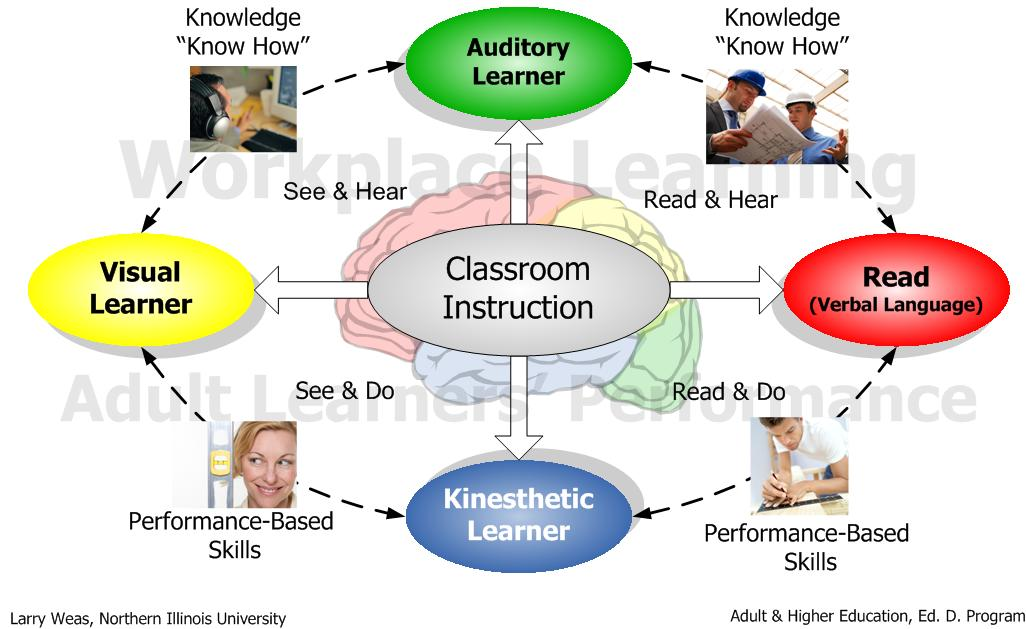 Knowledge
“Know How”
Auditory
Learner
Knowledge
“Know How”
Workplace Learning
See & Hear
Read & Hear
Visual
Learner
Classroom
Instruction
Read
(Verbal Language)
Adult Learners’ Performance
See & Do
Read & Do
Performance-Based
Skills
Kinesthetic
Learner
Performance-Based
Skills
Larry Weas, Northern Illinois University
Adult & Higher Education, Ed. D. Program